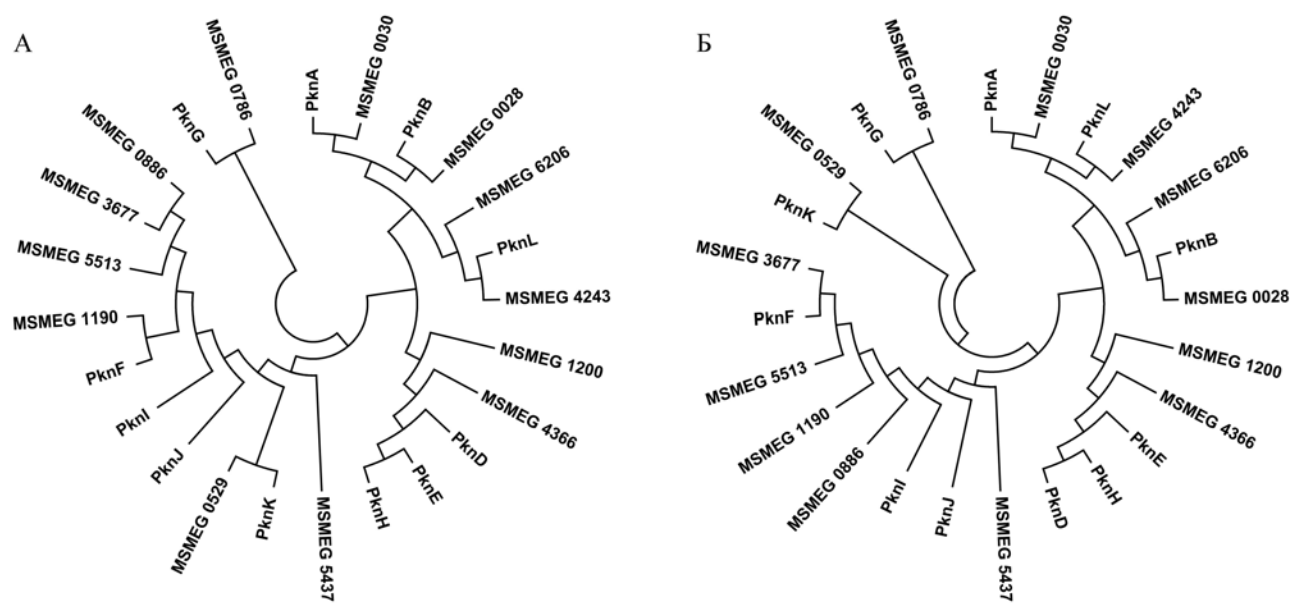 А
MSMEG 0786
PknG
MSMEG 0886
MSMEG 3677
MSMEG 5513
MSMEG 1190
PknF
PknI
PknJ
MSMEG 0529
PknK
MSMEG 5437
PknH
PknE
PknD
MSMEG 4366
MSMEG 1200
MSMEG 4243
PknL
MSMEG 6206
MSMEG 0028
PknB
MSMEG 0030
PknA
Б
MSMEG 0786
PknG
MSMEG 0529
PknK
MSMEG 3677
PknF
MSMEG 5513
MSMEG 1190
MSMEG 0886
PknI
PknJ
MSMEG 5437
PknD
PknH
PknE
MSMEG 4366
MSMEG 1200
MSMEG 0028
PknB
MSMEG 6206
MSMEG 4243
PknL
MSMEG 0030
PknA